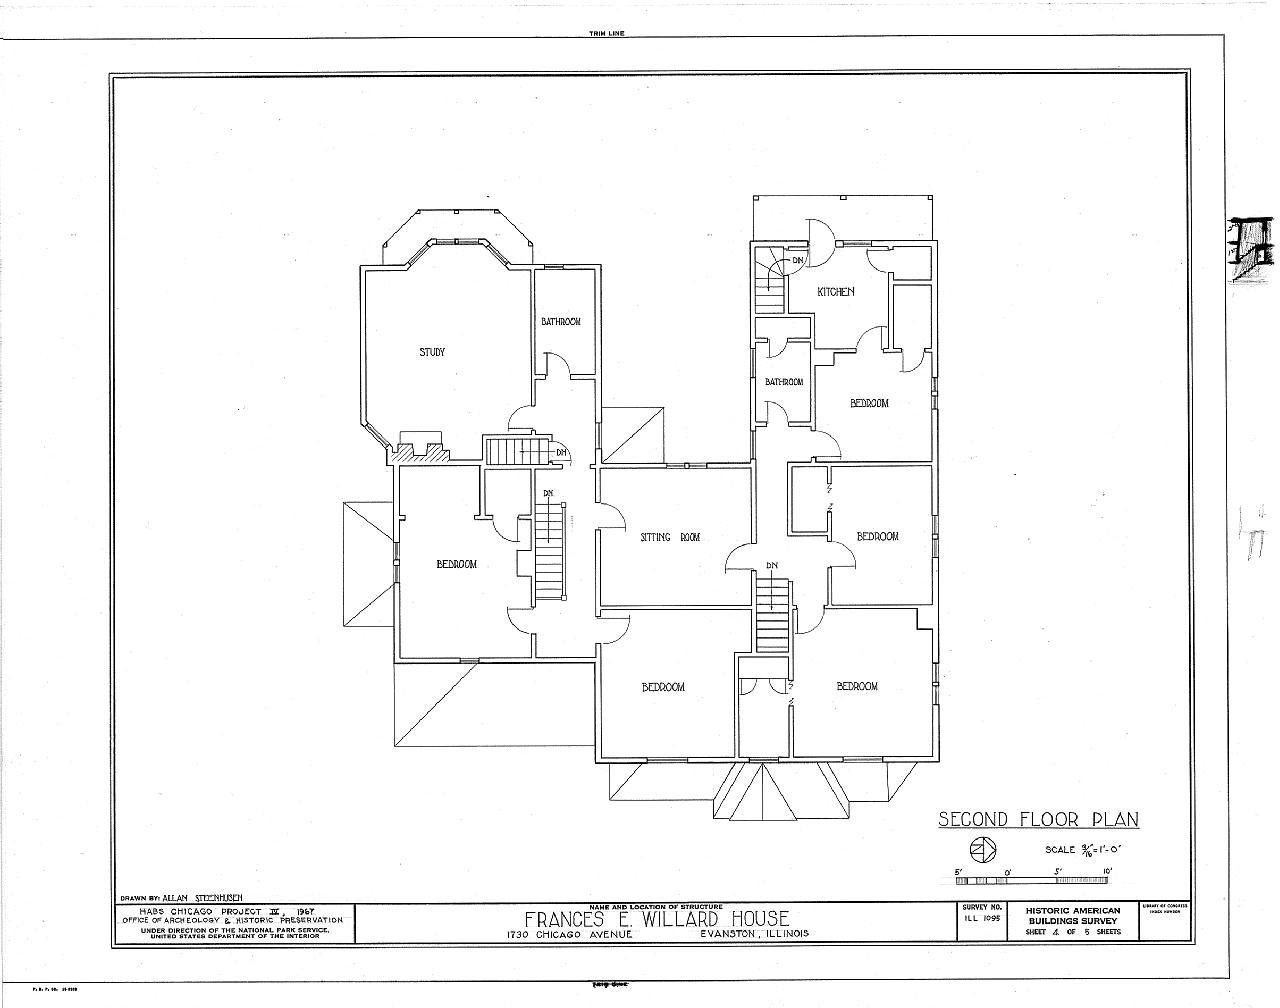 TRIM LINE
DN
KITCHEN
BATHROOM
STUDY
BATHROOM
BEDROOM
DN
DN
SITTING ROOM
BEDROOM
BEDROOM
DN
BEDROOM
BEDROOM
SECOND FLOOR PLAN
N
SCALE 3/16"=1'-0"
5' 0' 5' 10'
DRAWN BY: ALLAN STEENHUSEN
HABS CHICAGO PROJECT IV, 1967
OFFICE OF ARCHEOLOGY & HISTORIC PRESERVATION
UNDER DIRECTION OF THE NATIONAL PARK SERVICE,
UNITED STATES DEPARTMENT OF THE INTERIOR
NAME AND LOCATION OF STRUCTURE
FRANCES E. WILLARD HOUSE
1730 CHICAGO AVENUE EVANSTON, ILLINOIS
SURVEY NO.
ILL 1095
HISTORIC AMERICAN
BUILDINGS SURVEY
SHEET 4 OF 5 SHEETS
LIBRARY OF CONGRESS
INDEX NUMBER
TRIM LINE